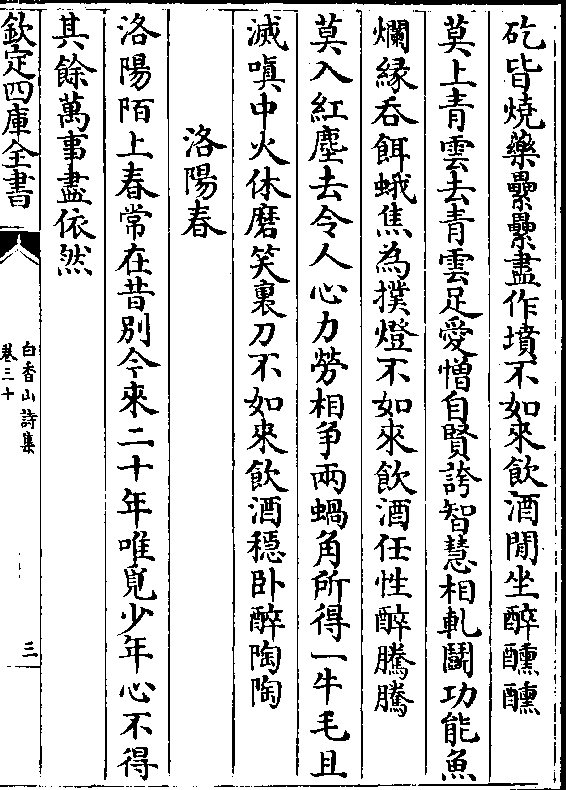 矻皆燒藥纍纍盡作墳不如來飲酒閒坐醉醺醺
莫上青雲去青雲足愛憎自賢誇智慧相軋鬬功能魚
爛縁呑餌蛾焦為撲燈不如來飲酒任性醉騰騰
莫入紅塵去令人心力勞相争兩蝸角所得一牛毛且
滅嗔中火休磨笑裏刀不如來飲酒穏卧醉陶陶
洛陽春
洛陽陌上春常在昔別今來二十年唯覓少年心不得
其餘萬事盡依然
欽定四庫全書
白香山詩集
卷三十
三